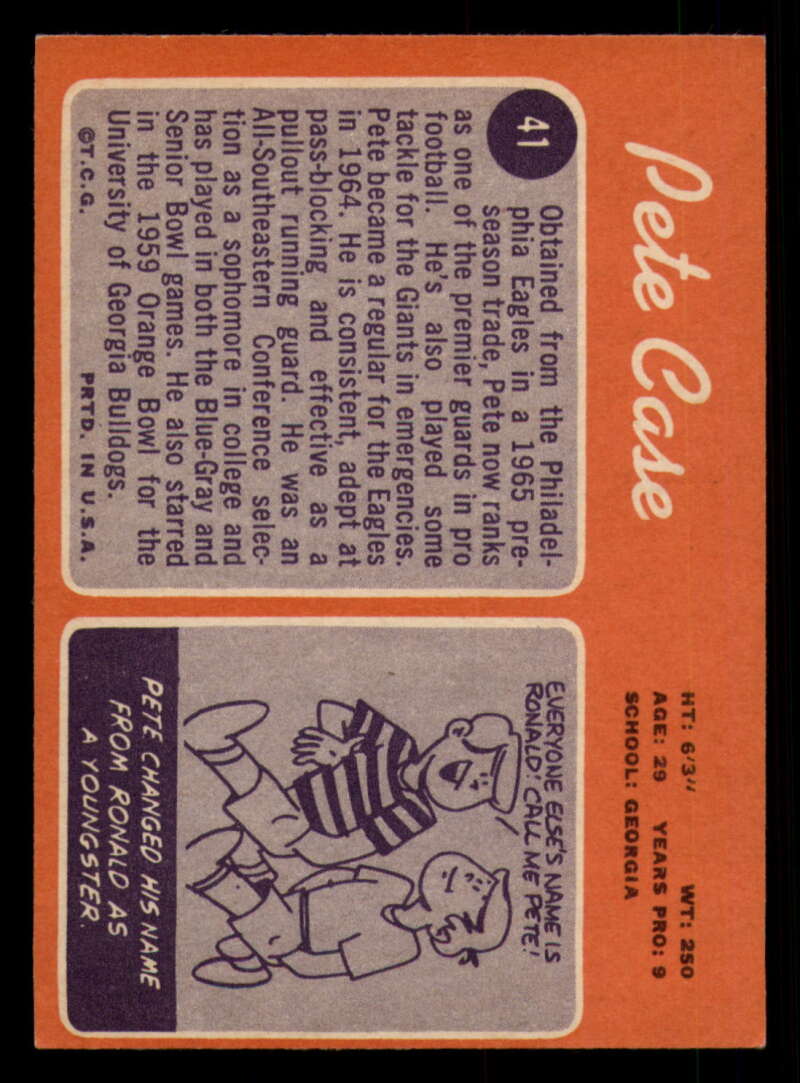 Pete Case
HT: 6'3" WT: 250
AGE: 29 YEARS PRO: 9
SCHOOL: GEORGIA
41
Obtained from the Philadel-
phia Eagles in a 1965 pre-
season trade, Pete now ranks
as one of the premier guards in pro
football. He's also played some
tackle for the Giants in emergencies.
Pete became a regular for the Eagles
in 1964. He is consistent, adept at
pass-blocking and effective as a
pullout running guard. He was an
All-Southeastern Conference selec-
tion as a sophomore in college and
has played in both the Blue-Gray and
Senior Bowl games. He also starred
in the 1959 Orange Bowl for the
University of Georgia Bulldogs.
©T.C.G. PRTD. IN U.S.A.
EVERYONE ELSE'S NAME IS
RONALD! CALL ME PETE!
PETE CHANGED HIS NAME
FROM RONALD AS
A YOUNGSTER.